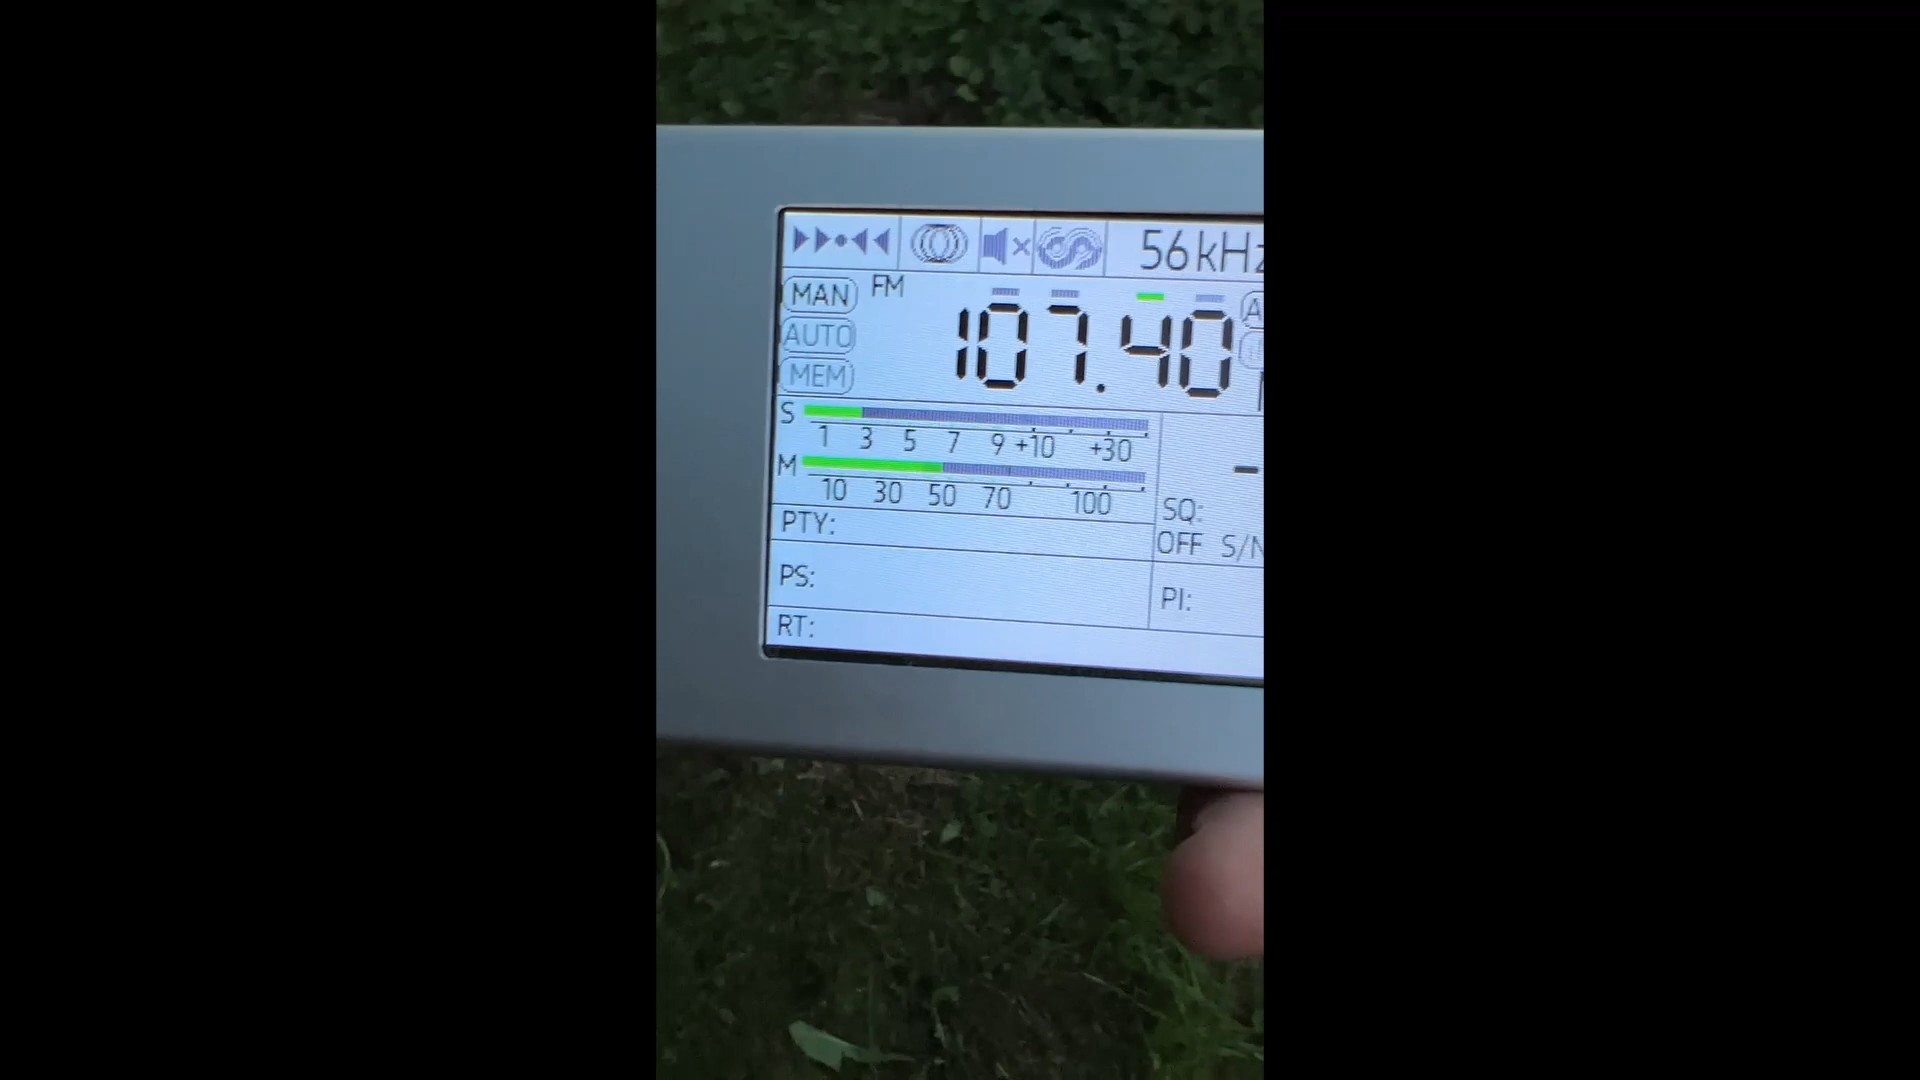 56kHz
MAN FM 107.40
AUTO
MEM
S
1 3 5 7 9 +10 +30
M
10 30 50 70 100
SQ:
OFF S/N
PTY:
PS:
PI:
RT: